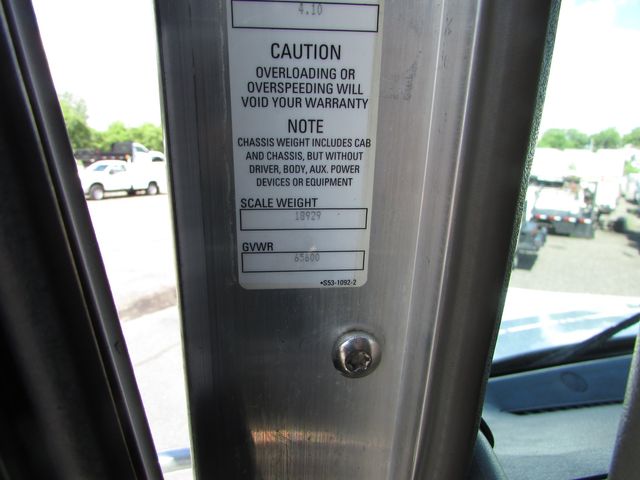 4.10
CAUTION
OVERLOADING OR
OVERSPEEDING WILL
VOID YOUR WARRANTY
NOTE
CHASSIS WEIGHT INCLUDES CAB
AND CHASSIS, BUT WITHOUT
DRIVER, BODY, AUX. POWER
DEVICES OR EQUIPMENT
SCALE WEIGHT
18929
GVWR
65600
•S53-1092-2